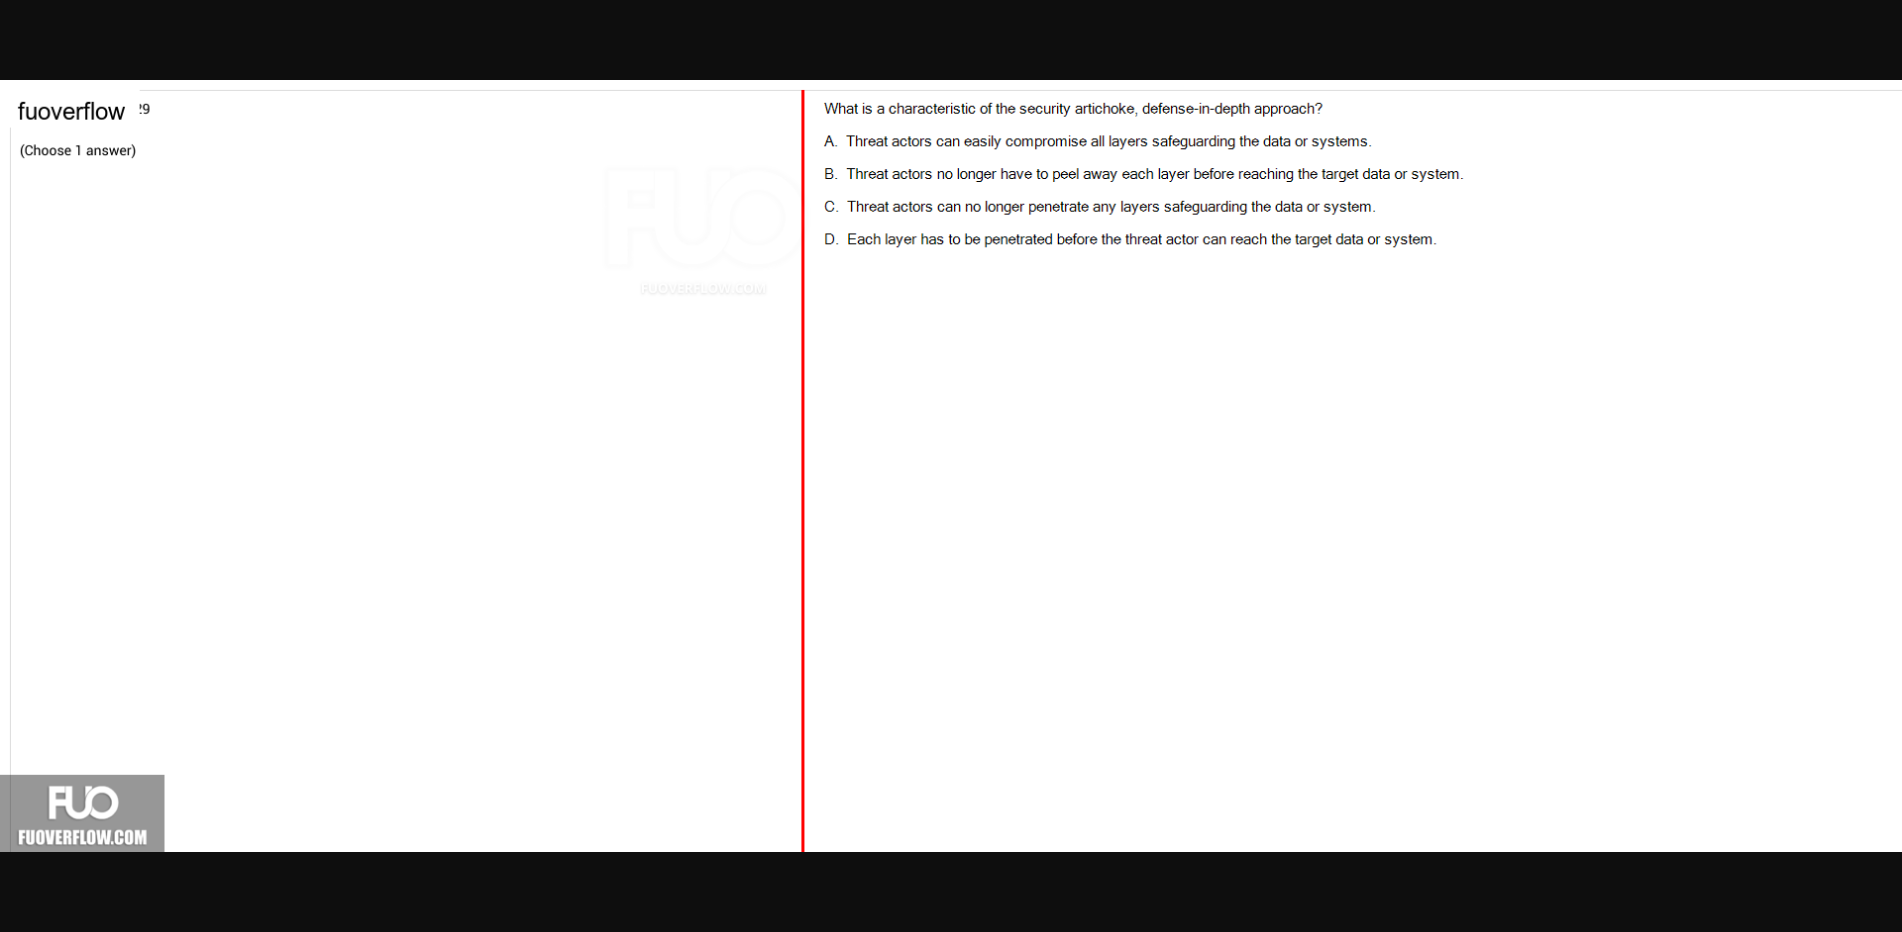 fuoverflow
29
(Choose 1 answer)
What is a characteristic of the security artichoke, defense-in-depth approach?
A. Threat actors can easily compromise all layers safeguarding the data or systems.
B. Threat actors no longer have to peel away each layer before reaching the target data or system.
C. Threat actors can no longer penetrate any layers safeguarding the data or system.
D. Each layer has to be penetrated before the threat actor can reach the target data or system.
FUO
FUOVERFLOW.COM
FUO
FUOVERFLOW.COM